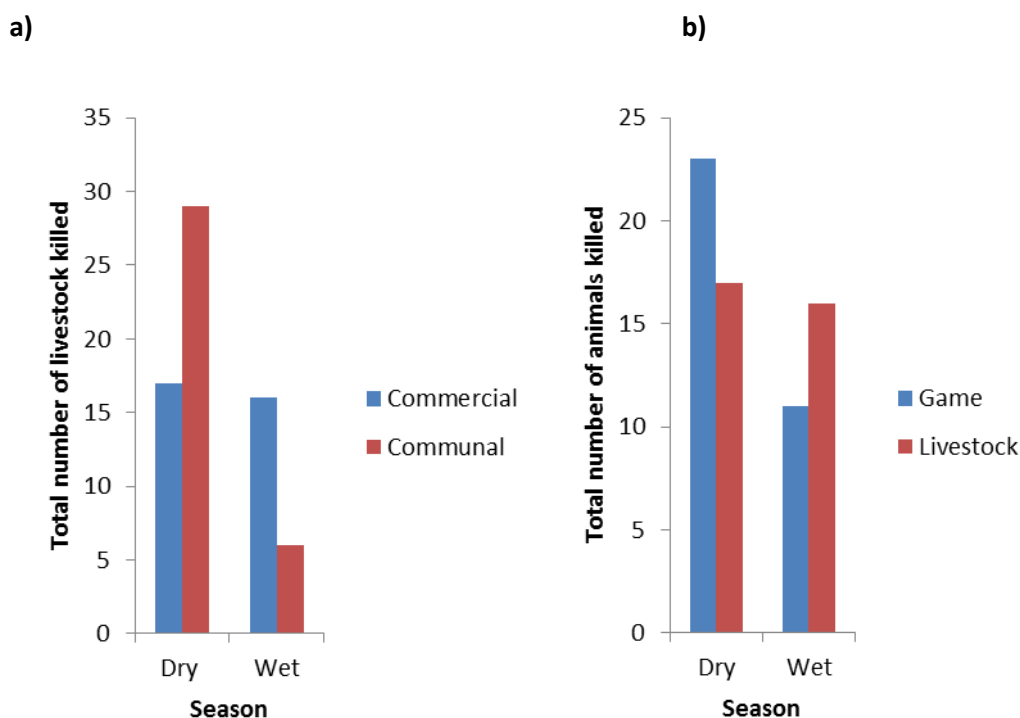 a)
Total number of livestock killed
35
30
25
20
15
10
5
0
Dry
Wet
Season
Commercial
Communal
b)
Total number of animals killed
25
20
15
10
5
0
Dry
Wet
Season
Game
Livestock